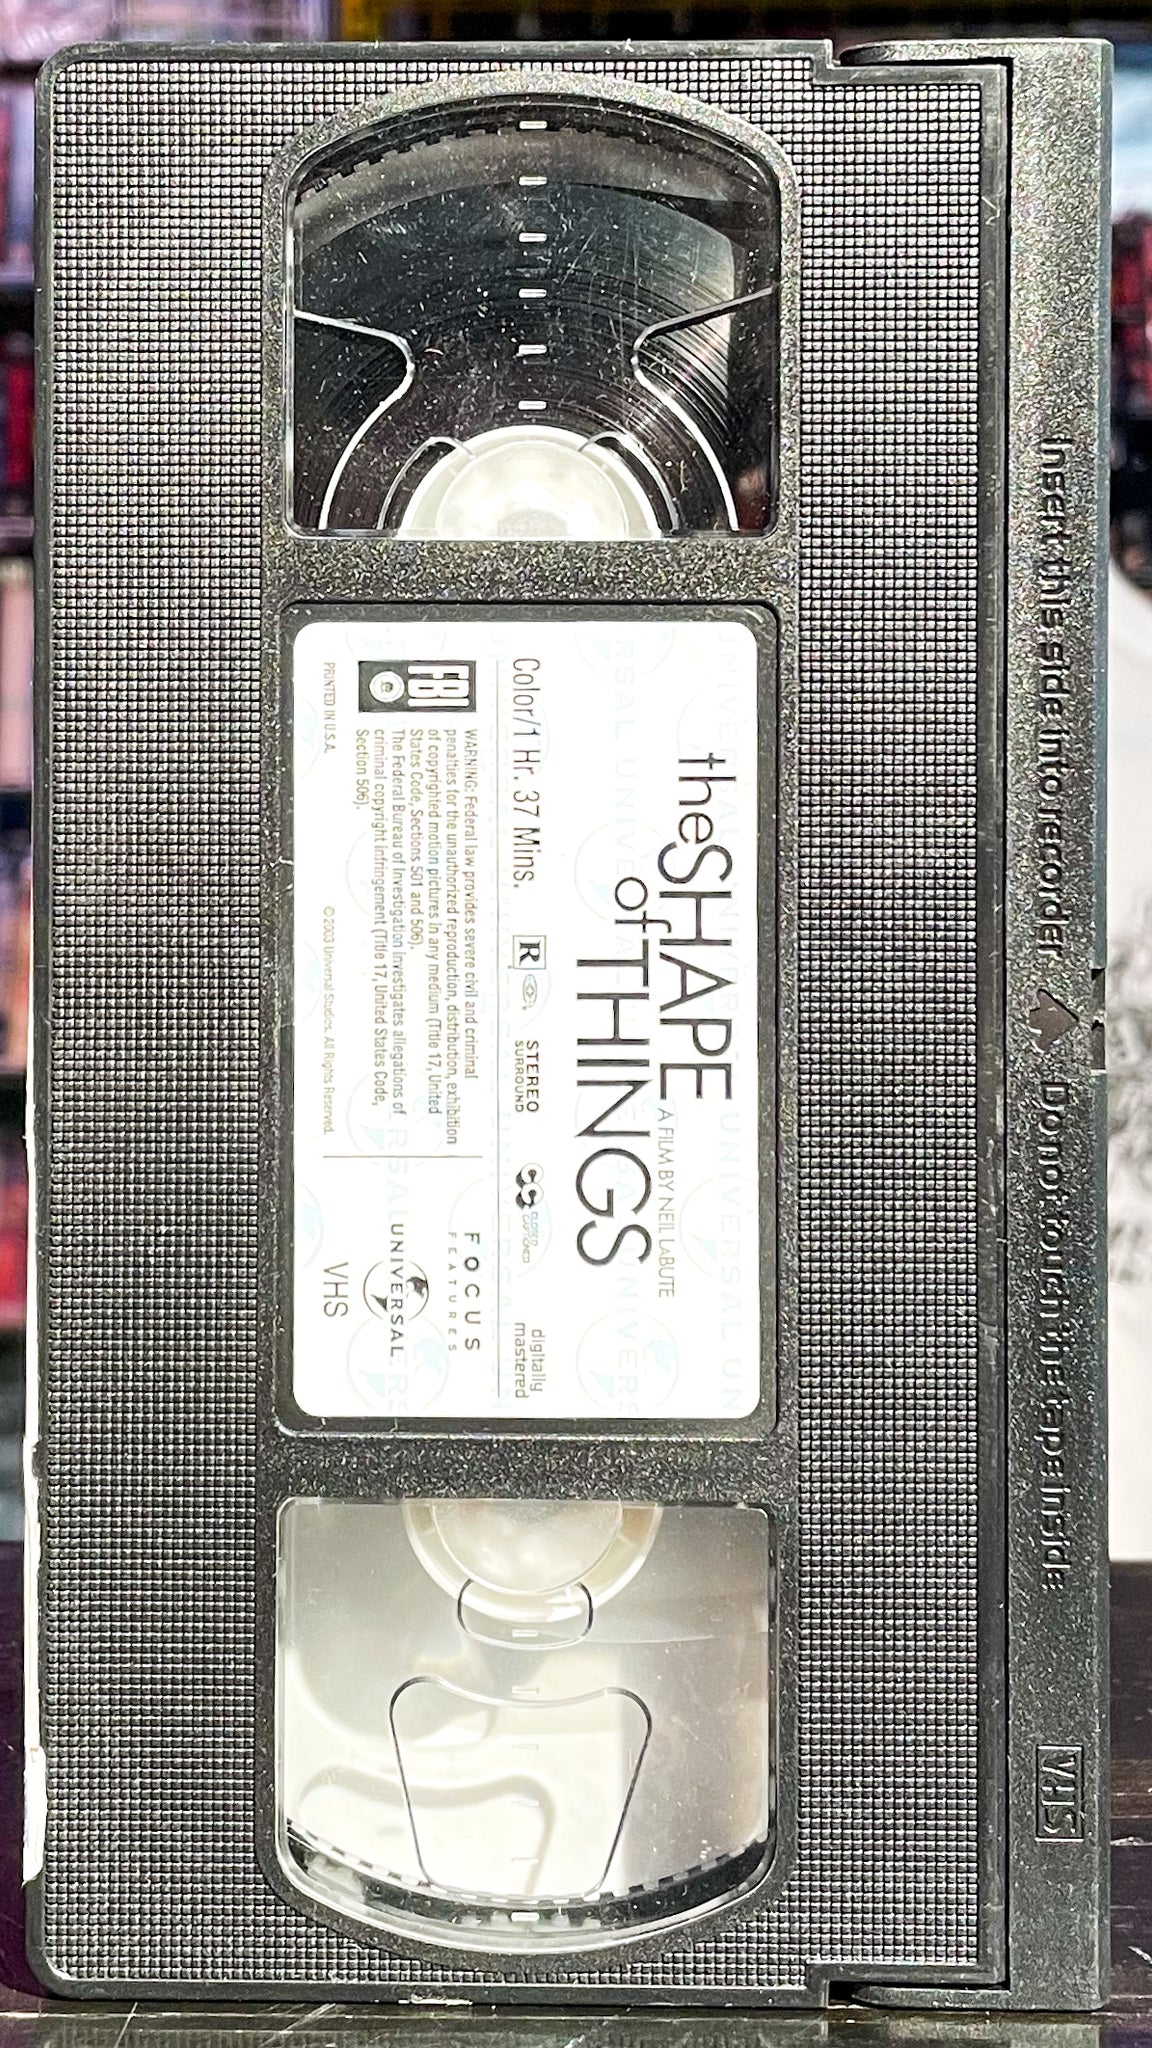 Insert this side into recorder Do not touch the tape inside
VHS
the SHAPE
of THINGS
A FILM BY NEIL LABUTE
Color/1 Hr. 37 Mins.
R
STEREO
SURROUND
CLOSED
CAPTIONED
digitally
mastered
FBI
WARNING: Federal law provides severe civil and criminal
penalties for the unauthorized reproduction, distribution, exhibition
of copyrighted motion pictures in any medium (Title 17, United
States Code, Sections 501 and 506).
The Federal Bureau of Investigation investigates allegations of
criminal copyright infringement (Title 17, United States Code,
Section 506).
PRINTED IN U.S.A.
©2003 Universal Studios. All Rights Reserved.
FOCUS
FEATURES
UNIVERSAL
VHS